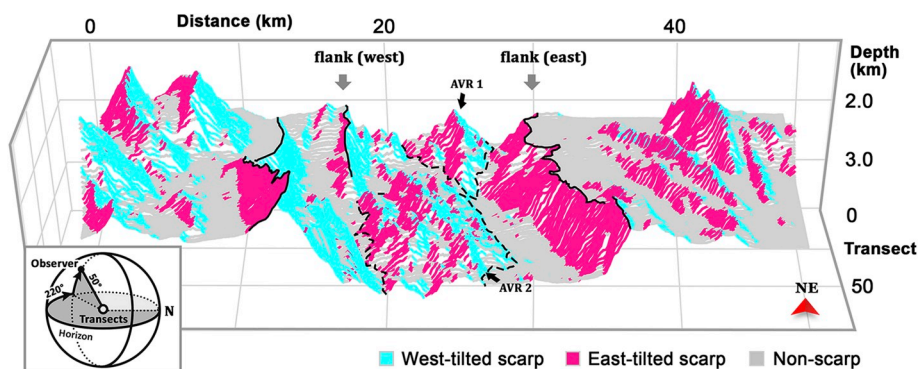 0
Distance (km)
20
40
flank (west)
flank (east)
AVR 1
Depth
(km)
2.0
3.0
0
Transect
50
AVR 2
NE
Observer
50°
220°
N
Transects
Horizon
West-tilted scarp
East-tilted scarp
Non-scarp